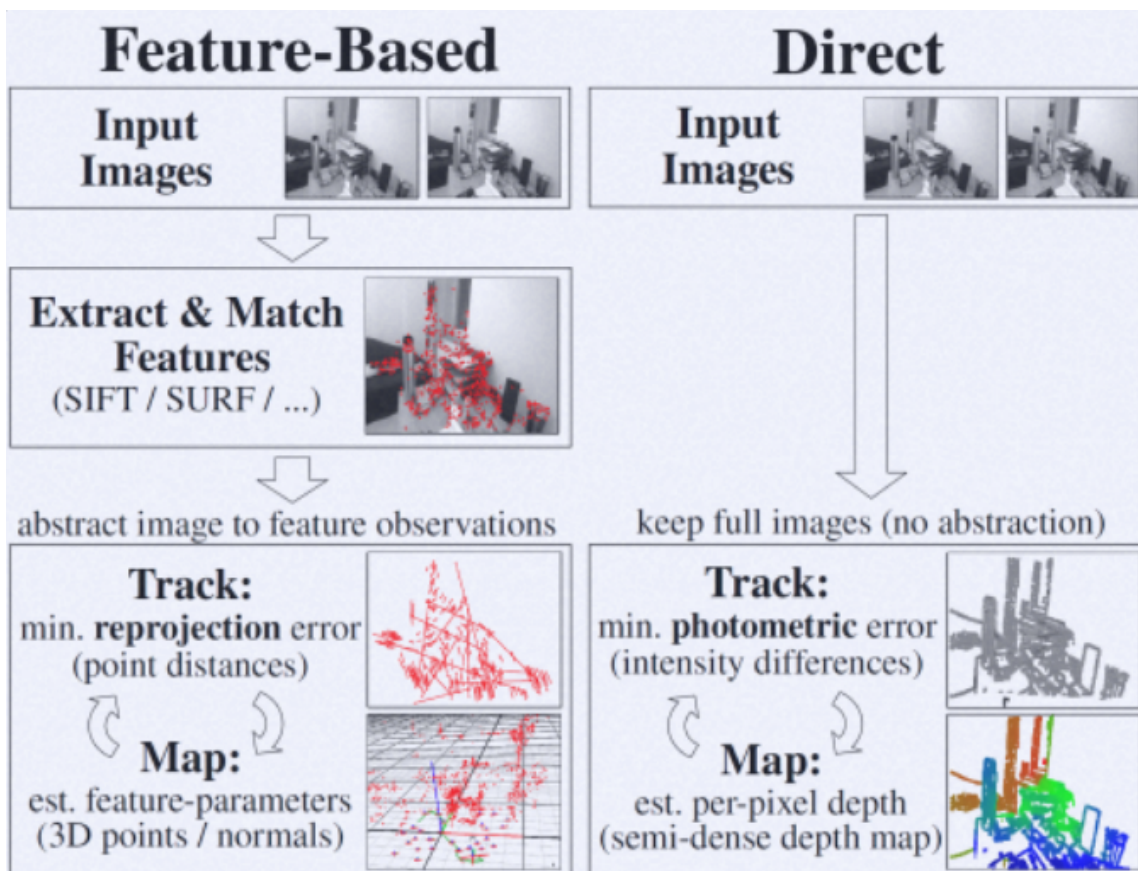 Feature-Based
Input
Images
Extract & Match
Features
(SIFT / SURF / ...)
abstract image to feature observations
Track:
min. reprojection error
(point distances)
Map:
est. feature-parameters
(3D points / normals)
Direct
Input
Images
keep full images (no abstraction)
Track:
min. photometric error
(intensity differences)
Map:
est. per-pixel depth
(semi-dense depth map)